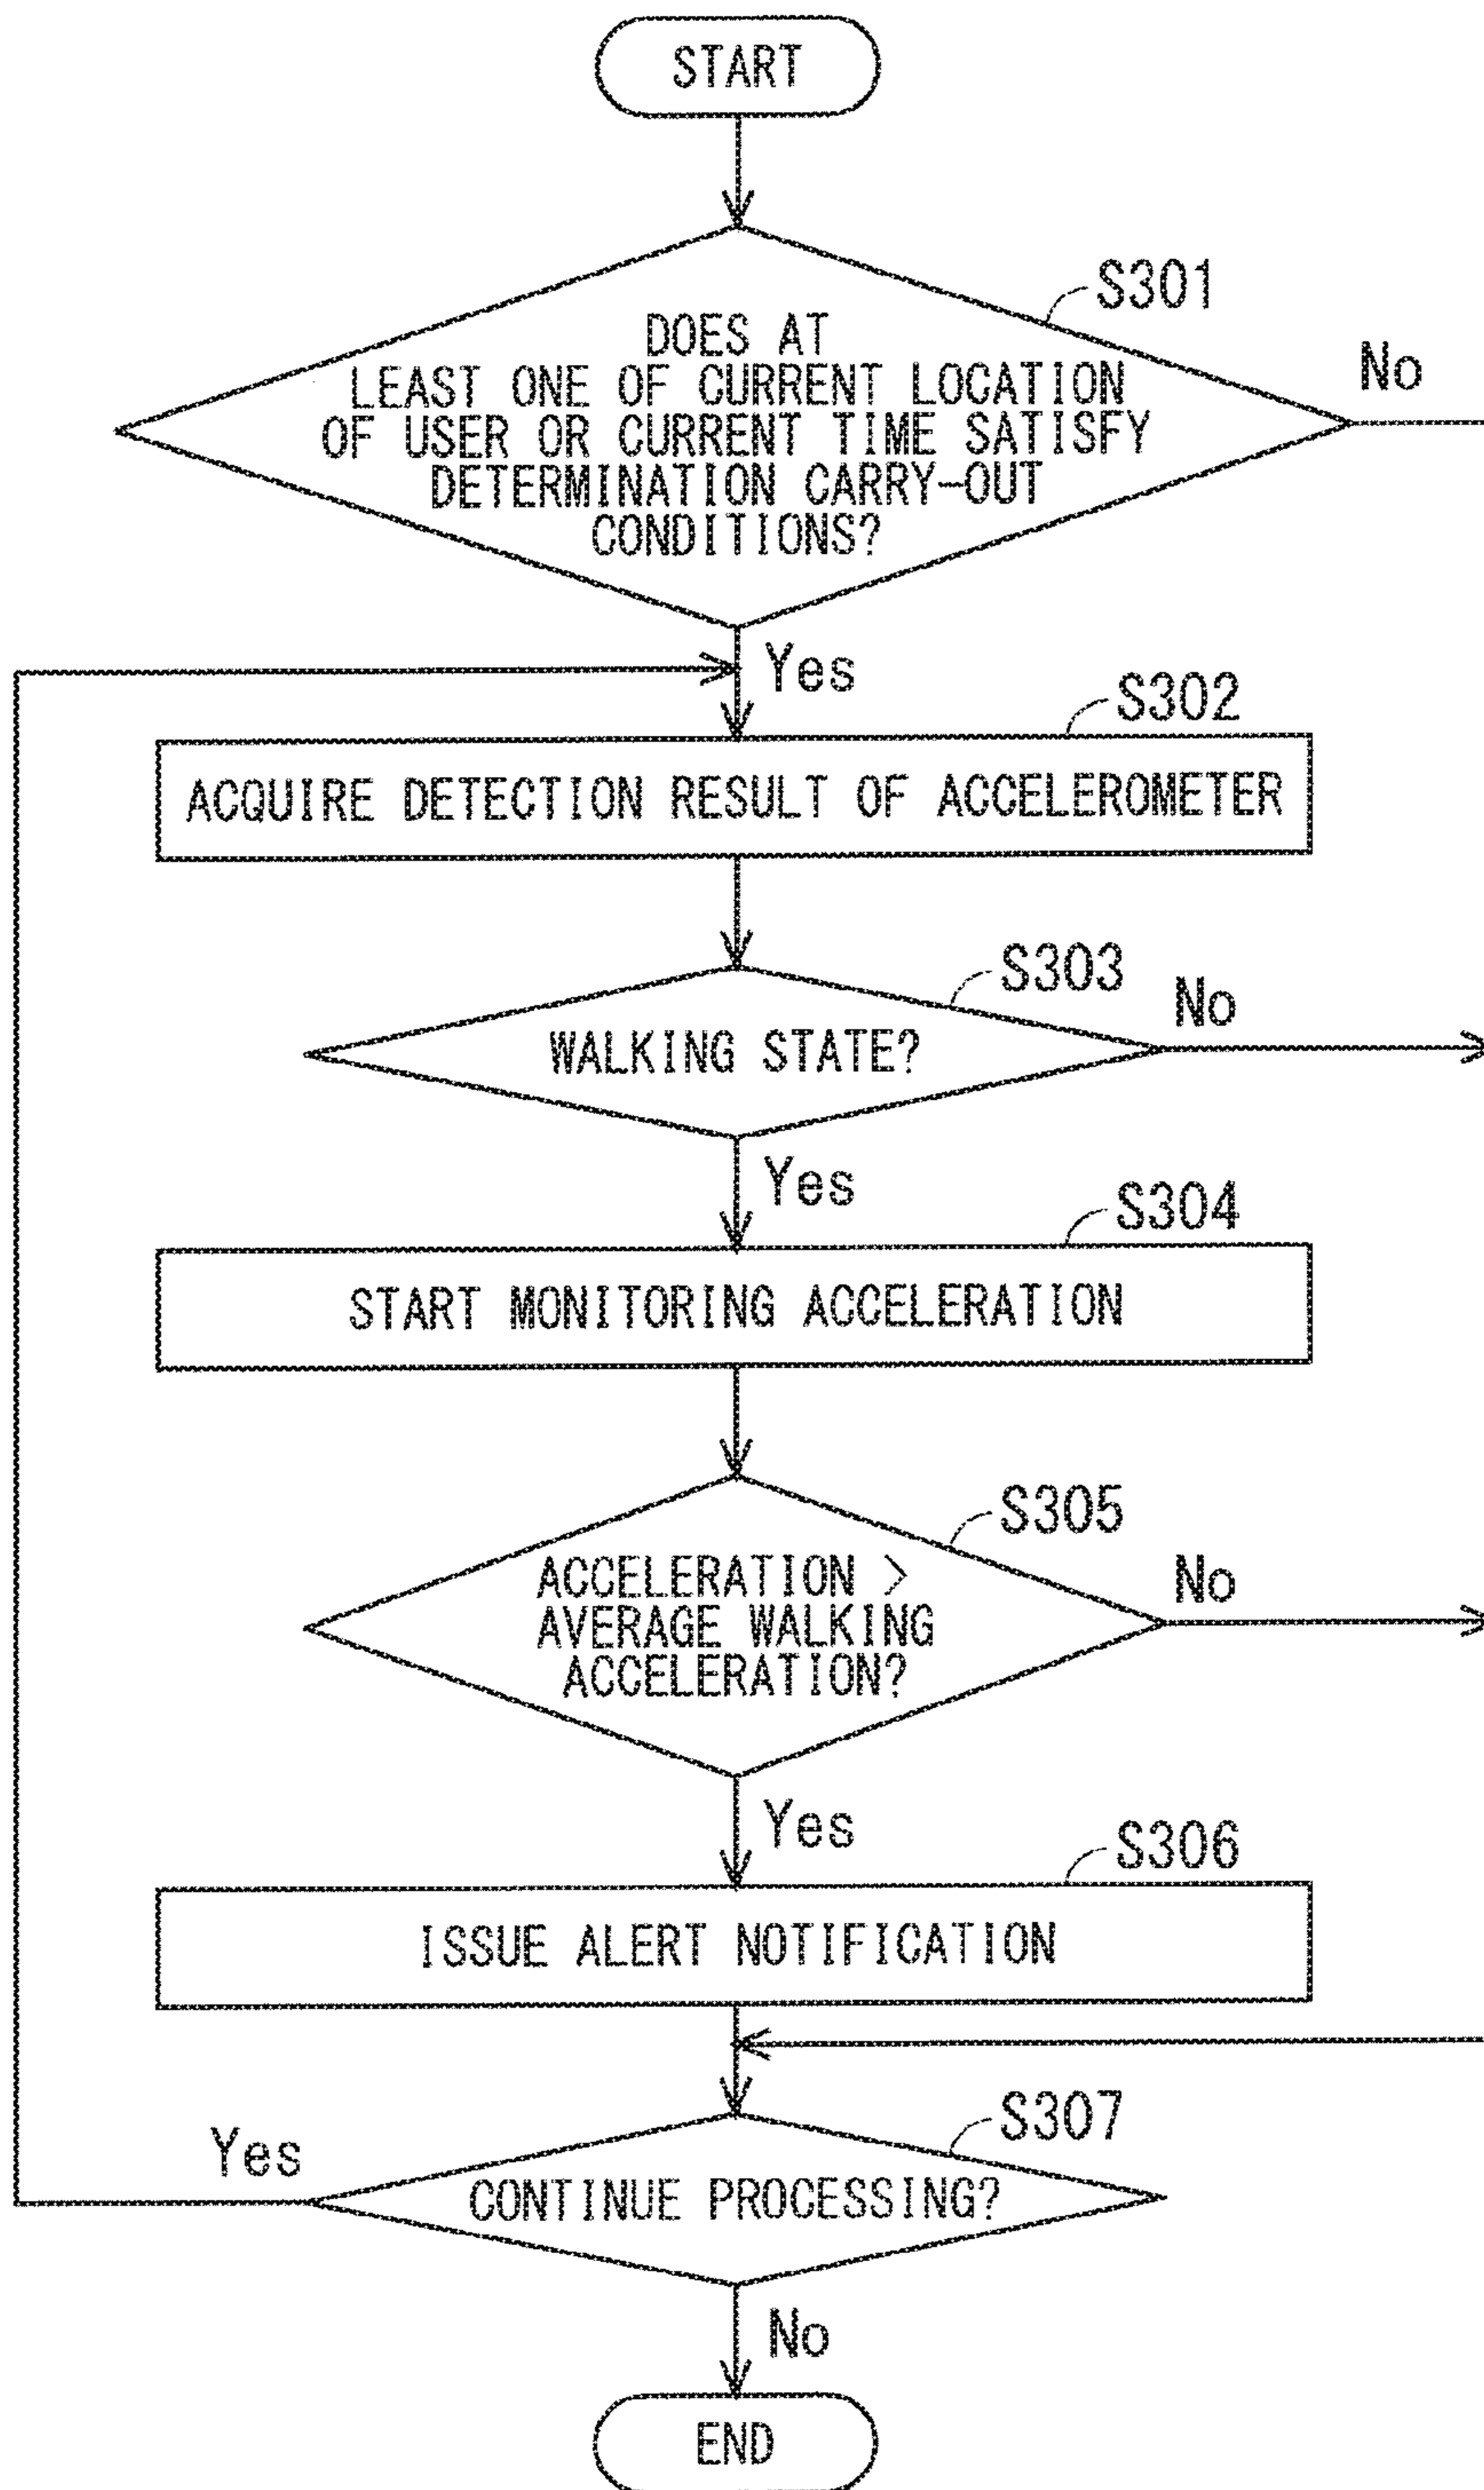 START
S301
DOES AT
LEAST ONE OF CURRENT LOCATION
OF USER OR CURRENT TIME SATISFY
DETERMINATION CARRY-OUT
CONDITIONS?
No
Yes
S302
ACQUIRE DETECTION RESULT OF ACCELEROMETER
S303
WALKING STATE?
No
Yes
S304
START MONITORING ACCELERATION
S305
ACCELERATION >
AVERAGE WALKING
ACCELERATION?
No
Yes
S306
ISSUE ALERT NOTIFICATION
S307
Yes
CONTINUE PROCESSING?
No
END